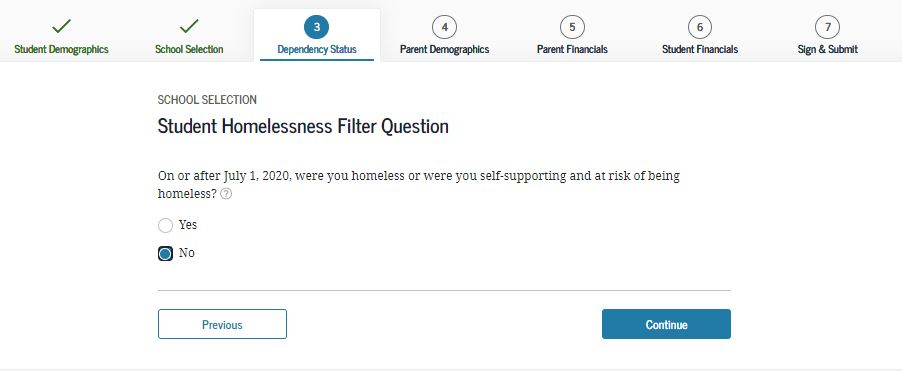 3
4
5
6
7
Student Demographics
School Selection
Dependency Status
Parent Demographics
Parent Financials
Student Financials
Sign & Submit
SCHOOL SELECTION
Student Homelessness Filter Question
On or after July 1, 2020, were you homeless or were you self-supporting and at risk of being
homeless? ?
Yes
No
Previous
Continue